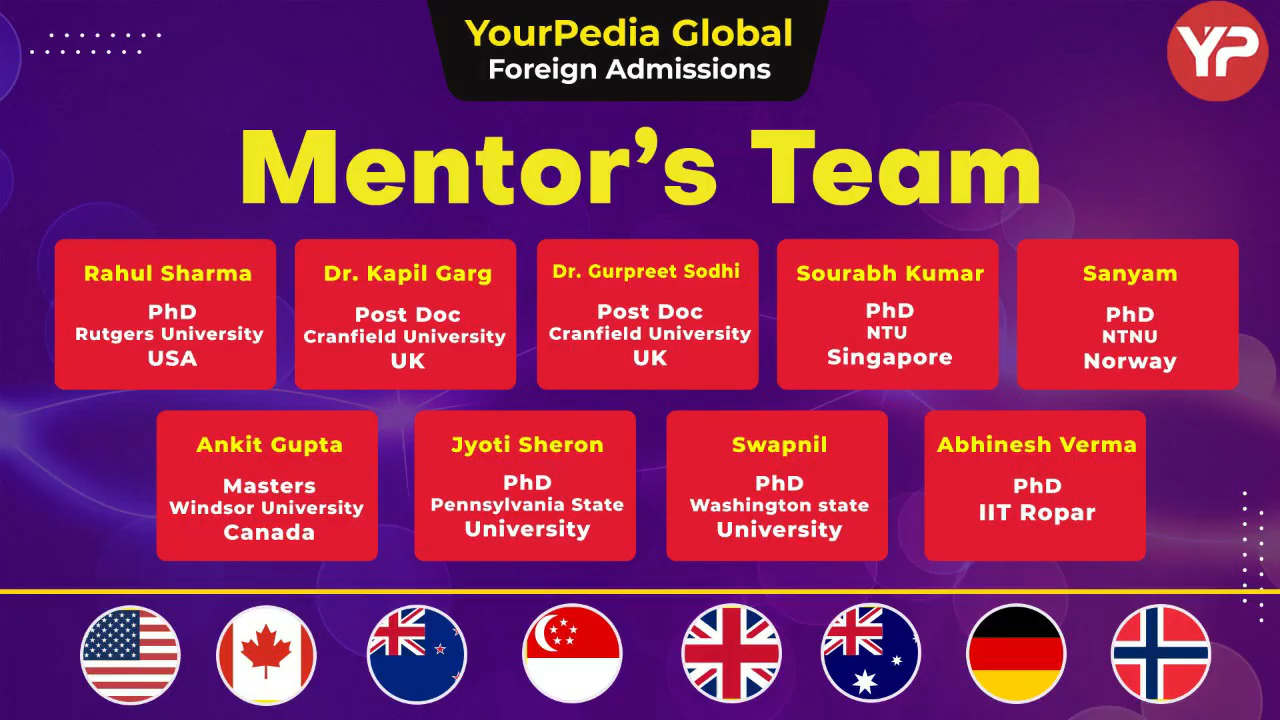 YourPedia Global
Foreign Admissions
YP
Mentor's Team
Rahul Sharma
PhD
Rutgers University
USA
Dr. Kapil Garg
Post Doc
Cranfield University
UK
Dr. Gurpreet Sodhi
Post Doc
Cranfield University
UK
Sourabh Kumar
PhD
NTU
Singapore
Sanyam
PhD
NTNU
Norway
Ankit Gupta
Masters
Windsor University
Canada
Jyoti Sheron
PhD
Pennsylvania State
University
Swapnil
PhD
Washington state
University
Abhinesh Verma
PhD
IIT Ropar